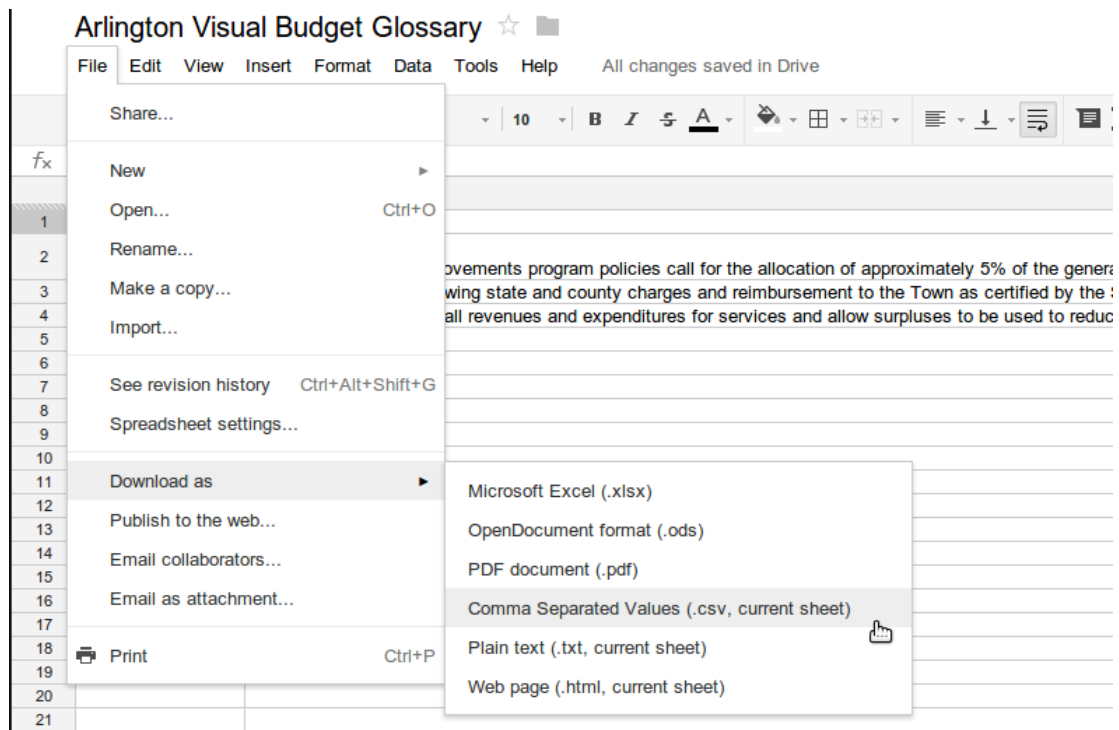 Arlington Visual Budget Glossary
File Edit View Insert Format Data Tools Help All changes saved in Drive
Share...
10 B I S A
fx
New
Open... Ctrl+O
Rename...
Make a copy...
Import...
See revision history Ctrl+Alt+Shift+G
Spreadsheet settings...
Download as
Publish to the web...
Email collaborators...
Email as attachment...
Print Ctrl+P
Microsoft Excel (.xlsx)
OpenDocument format (.ods)
PDF document (.pdf)
Comma Separated Values (.csv, current sheet)
Plain text (.txt, current sheet)
Web page (.html, current sheet)
1
2 program policies call for the allocation of approximately 5% of the
3 state and county charges and reimbursement to the Town as certified by the
4 all revenues and expenditures for services and allow surpluses to be used to
5
6
7
8
9
10
11
12
13
14
15
16
17
18
19
20
21